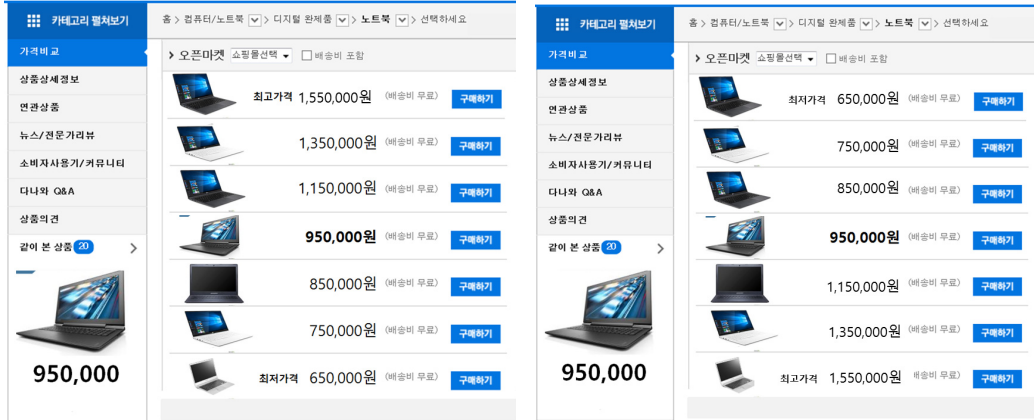 카테고리 펼쳐보기
홈 > 컴퓨터/노트북 > 디지털 완제품 > 노트북 > 선택하세요
가격비교
> 오픈마켓 쇼핑몰선택 배송비 포함
상품상세정보
연관상품
뉴스/전문가리뷰
소비자사용기/커뮤니티
다나와 Q&A
상품의견
같이 본 상품 20 >
950,000
최고가격 1,550,000원 (배송비 무료) 구매하기
1,350,000원 (배송비 무료) 구매하기
1,150,000원 (배송비 무료) 구매하기
950,000원 (배송비 무료) 구매하기
850,000원 (배송비 무료) 구매하기
750,000원 (배송비 무료) 구매하기
최저가격 650,000원 (배송비 무료) 구매하기
카테고리 펼쳐보기
홈 > 컴퓨터/노트북 > 디지털 완제품 > 노트북 > 선택하세요
가격비교
> 오픈마켓 쇼핑몰선택 배송비 포함
상품상세정보
연관상품
뉴스/전문가리뷰
소비자사용기/커뮤니티
다나와 Q&A
상품의견
같이 본 상품 20 >
950,000
최저가격 650,000원 (배송비 무료) 구매하기
750,000원 (배송비 무료) 구매하기
850,000원 (배송비 무료) 구매하기
950,000원 (배송비 무료) 구매하기
1,150,000원 (배송비 무료) 구매하기
1,350,000원 (배송비 무료) 구매하기
최고가격 1,550,000원 배송비 무료) 구매하기